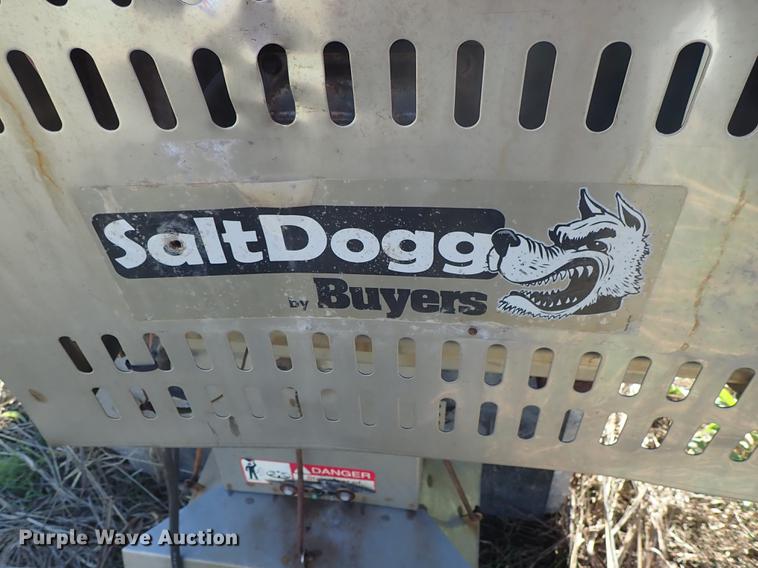 SaltDogg
by Buyers
DANGER
Purple Wave Auction